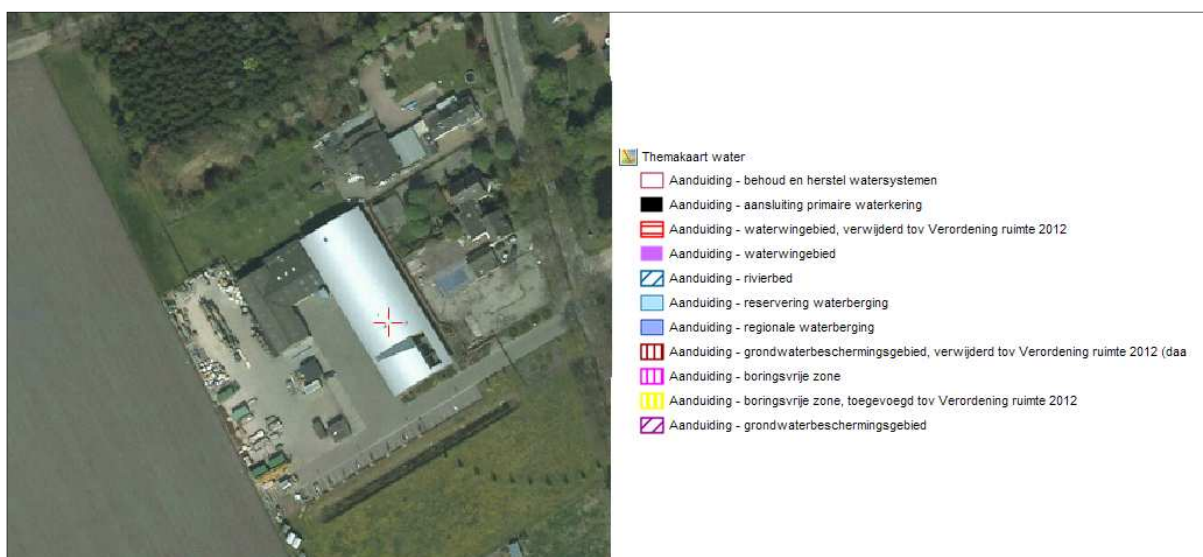 Themakaart water
Aanduiding - behoud en herstel watersystemen
Aanduiding - aansluiting primaire waterkering
Aanduiding - waterwingebied, verwijderd tov Verordening ruimte 2012
Aanduiding - waterwingebied
Aanduiding - rivierbed
Aanduiding - reservering waterberging
Aanduiding - regionale waterberging
Aanduiding - grondwaterbeschermingsgebied, verwijderd tov Verordening ruimte 2012 (daa
Aanduiding - boringsvrije zone
Aanduiding - boringsvrije zone, toegevoegd tov Verordening ruimte 2012
Aanduiding - grondwaterbeschermingsgebied